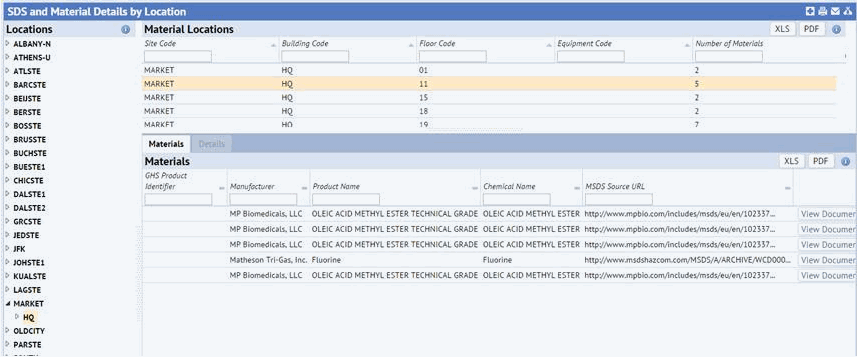 SDS and Material Details by Location
Locations
ALBANY-N
ATHENS-U
ATLSTE
BARCSTE
BEIJSTE
BERSTE
BOSSTE
BRUSSTE
BUCHSTE
BUESTE1
CHICSTE
DALSTE1
DALSTE2
GRCSTE
JEDSTE
JFK
JOHSTE1
KUALSTE
LAGSTE
MARKET
HQ
OLDCITY
PARSTE
Material Locations XLS PDF
Site Code Building Code Floor Code Equipment Code Number of Materials
MARKET HQ 01 2
MARKET HQ 11 5
MARKET HQ 15 2
MARKET HQ 18 2
MARKET HQ 19 7
Materials Details
Materials XLS PDF
GHS Product
Identifier Manufacturer Product Name Chemical Name MSDS Source URL
MP Biomedicals, LLC OLEIC ACID METHYL ESTER TECHNICAL GRADE OLEIC ACID METHYL ESTER http://www.mpbio.com/includes/msds/eu/en/102337... View Documen
MP Biomedicals, LLC OLEIC ACID METHYL ESTER TECHNICAL GRADE OLEIC ACID METHYL ESTER http://www.mpbio.com/includes/msds/eu/en/102337... View Documen
MP Biomedicals, LLC OLEIC ACID METHYL ESTER TECHNICAL GRADE OLEIC ACID METHYL ESTER http://www.mpbio.com/includes/msds/eu/en/102337... View Documen
Matheson Tri-Gas, Inc. Fluorine Fluorine http://www.msdshazcom.com/MSDS/A/ARCHIVE/WCD000... View Documen
MP Biomedicals, LLC OLEIC ACID METHYL ESTER TECHNICAL GRADE OLEIC ACID METHYL ESTER http://www.mpbio.com/includes/msds/eu/en/102337... View Documen